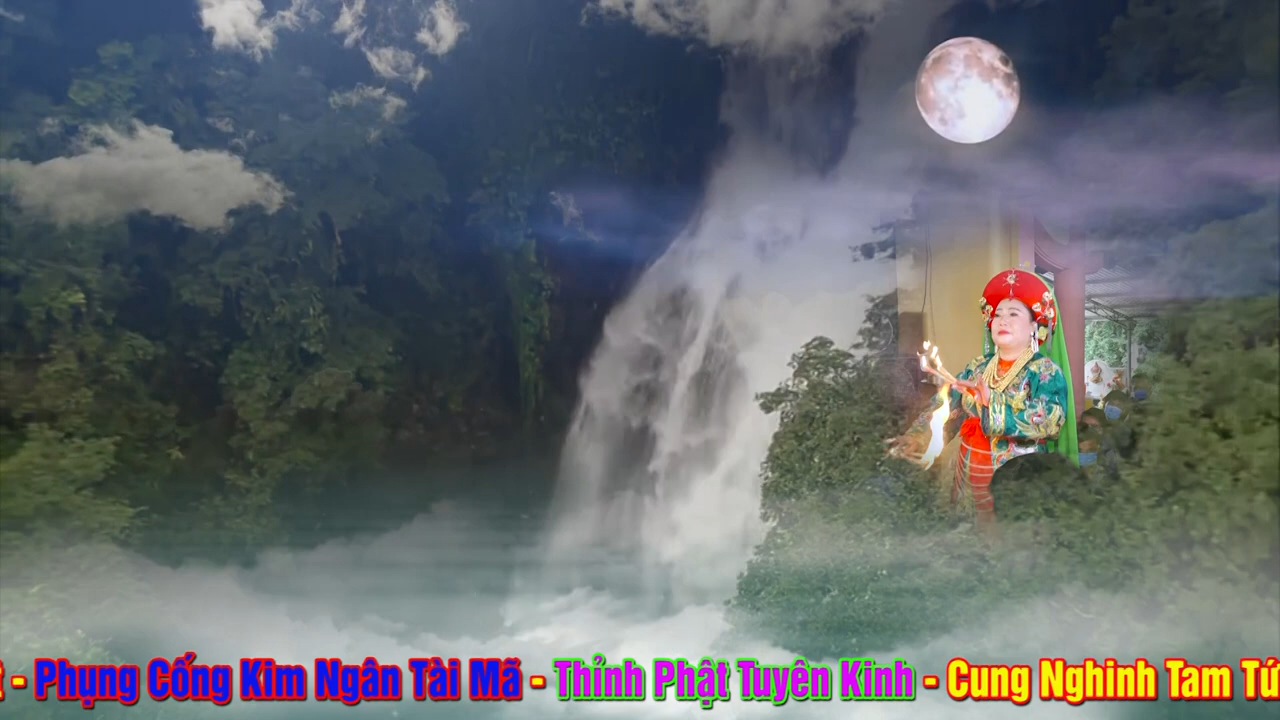 - Phụng Cống Kim Ngân Tài Mã - Thỉnh Phật Tuyên Kinh - Cung Nghinh Tam